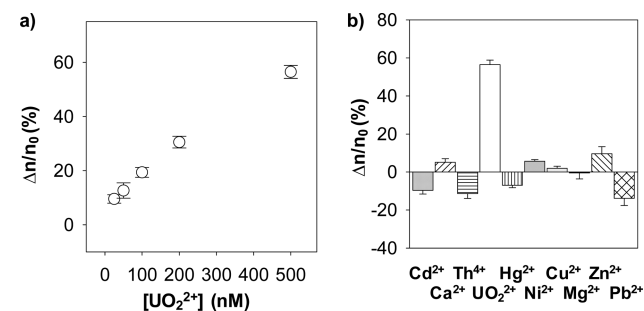 a)
Δn/n₀ (%)
60
40
20
0
0 100 200 300 400 500
[UO₂²⁺] (nM)
b)
Δn/n₀ (%)
80
60
40
20
0
-20
-40
Cd²⁺ Th⁴⁺ Hg²⁺ Cu²⁺ Zn²⁺
Ca²⁺ UO₂²⁺ Ni²⁺ Mg²⁺ Pb²⁺